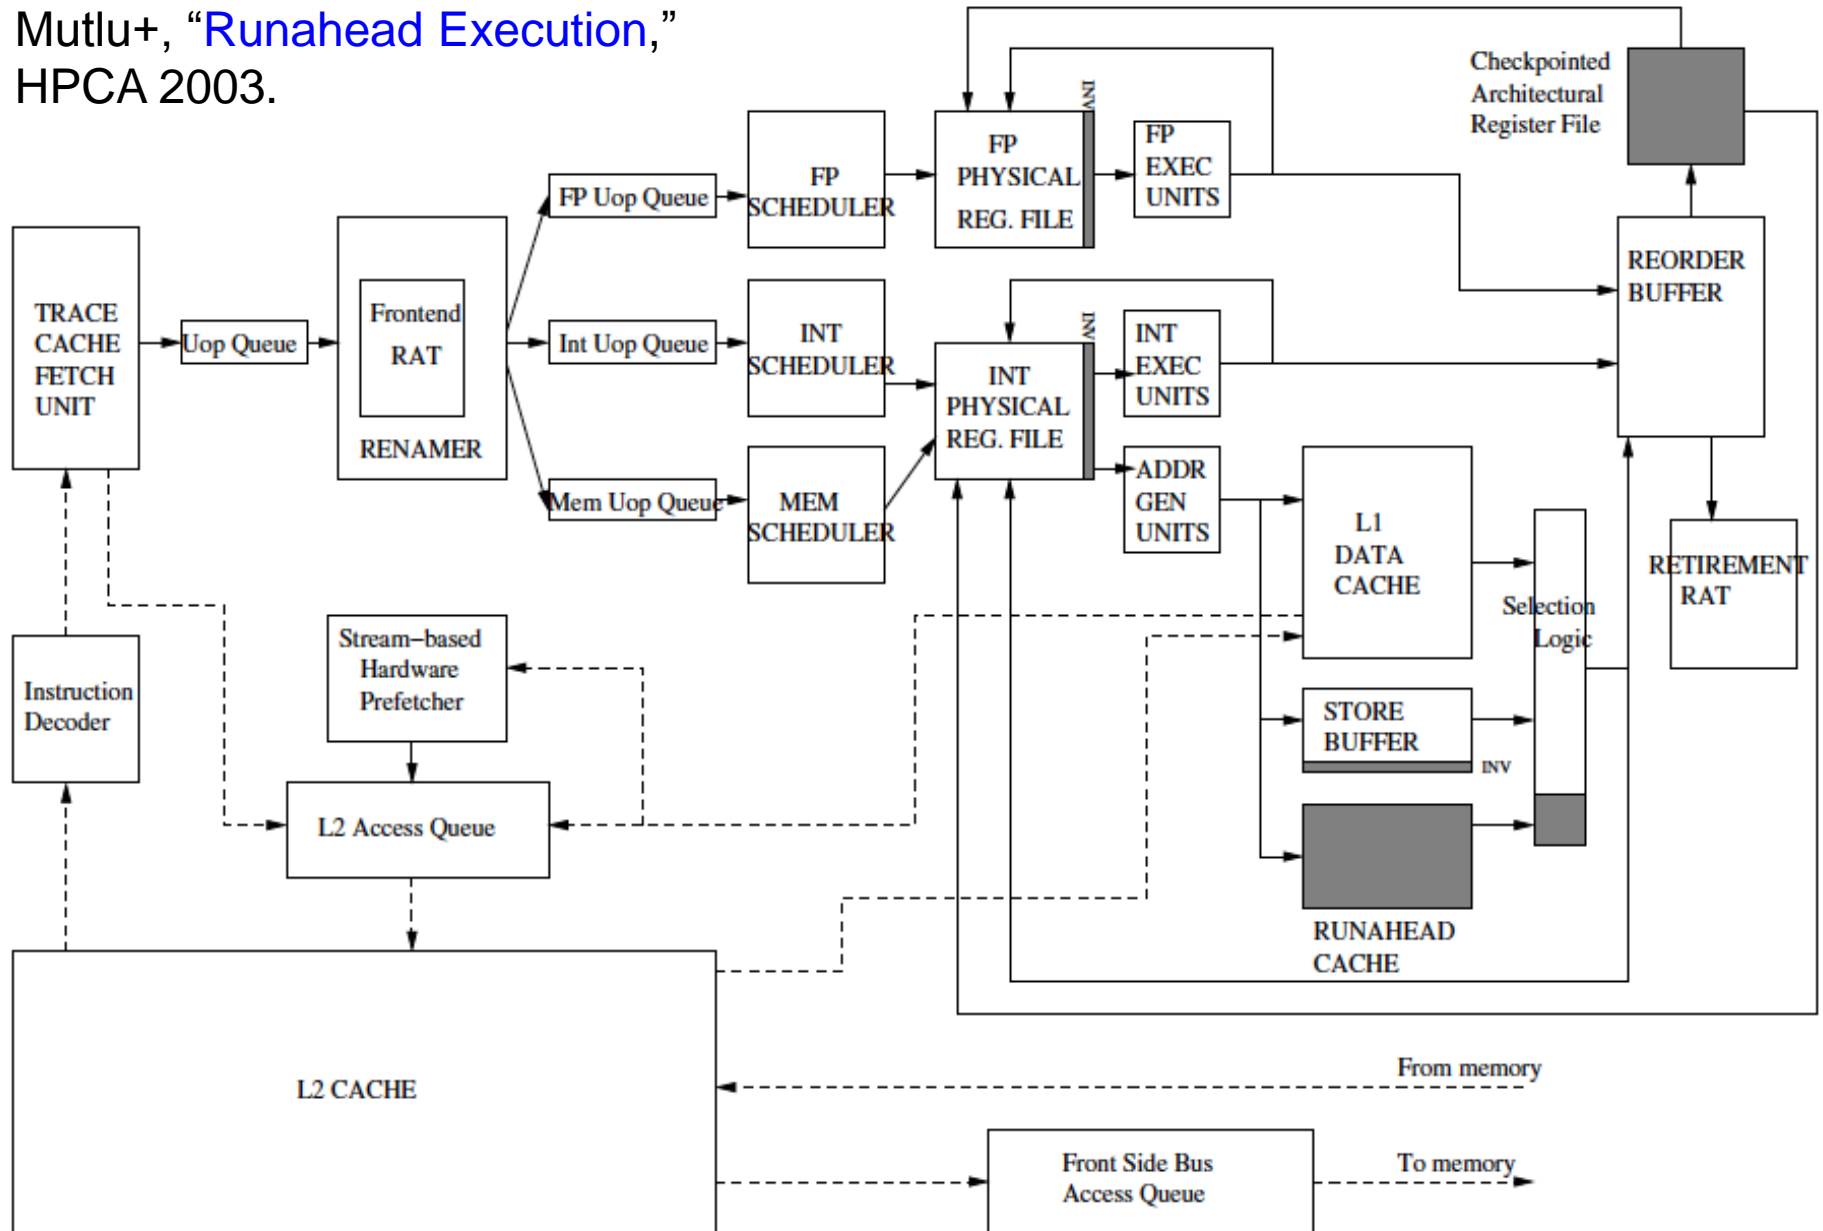 Mutlu+, “Runahead Execution,”
HPCA 2003.
Checkpointed
Architectural
Register File
INV
FP
PHYSICAL
REG. FILE
FP
EXEC
UNITS
FP Uop Queue
FP
SCHEDULER
TRACE
CACHE
FETCH
UNIT
Uop Queue
Frontend
RAT
RENAMER
Int Uop Queue
INT
SCHEDULER
INV
INT
PHYSICAL
REG. FILE
INT
EXEC
UNITS
REORDER
BUFFER
Mem Uop Queue
MEM
SCHEDULER
ADDR
GEN
UNITS
L1
DATA
CACHE
RETIREMENT
RAT
Selection
Logic
Instruction
Decoder
Stream−based
Hardware
Prefetcher
STORE
BUFFER
INV
L2 Access Queue
RUNAHEAD
CACHE
L2 CACHE
From memory
Front Side Bus
Access Queue
To memory